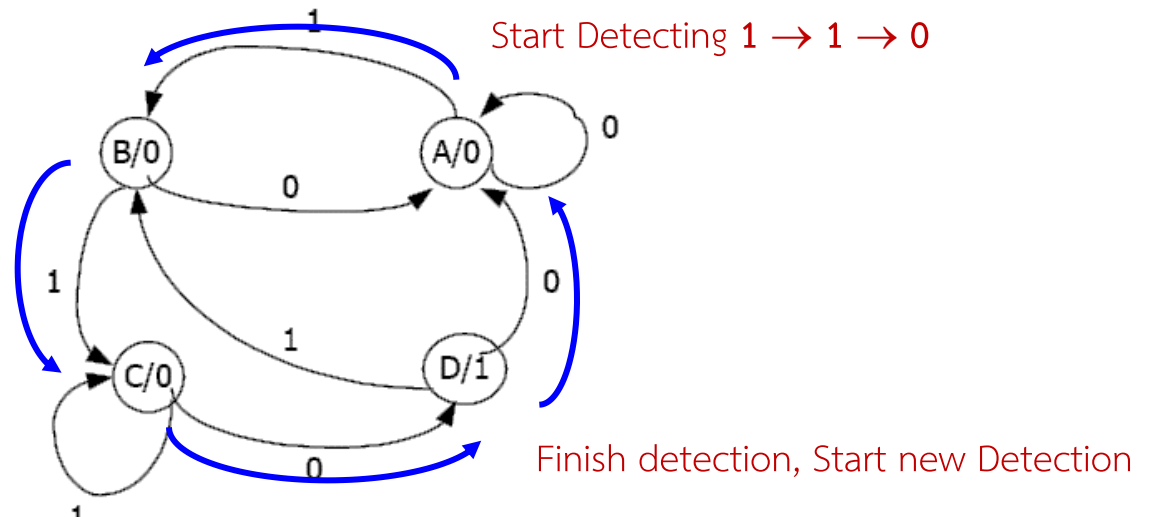 1
Start Detecting 1 → 1 → 0
B/0
A/0
0
0
1
0
1
C/0
D/1
0
Finish detection, Start new Detection
1